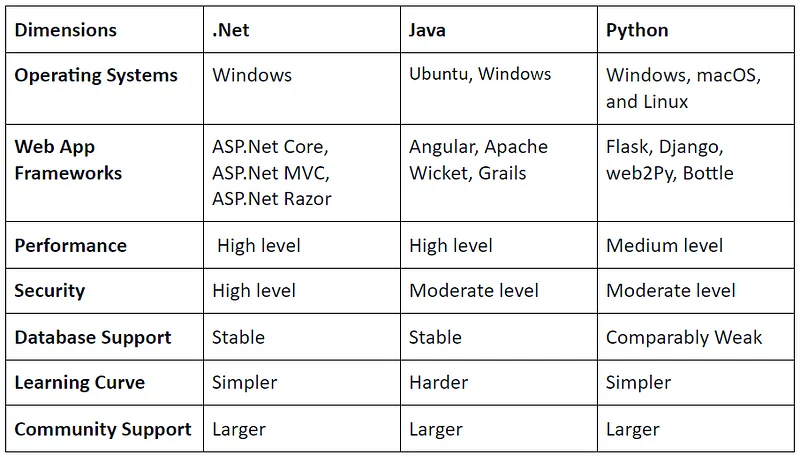 Dimensions .Net Java Python
Operating Systems Windows Ubuntu, Windows Windows, macOS,
and Linux
Web App ASP.Net Core, Angular, Apache Flask, Django,
Frameworks ASP.Net MVC, Wicket, Grails web2Py, Bottle
ASP.Net Razor
Performance High level High level Medium level
Security High level Moderate level Moderate level
Database Support Stable Stable Comparably Weak
Learning Curve Simpler Harder Simpler
Community Support Larger Larger Larger